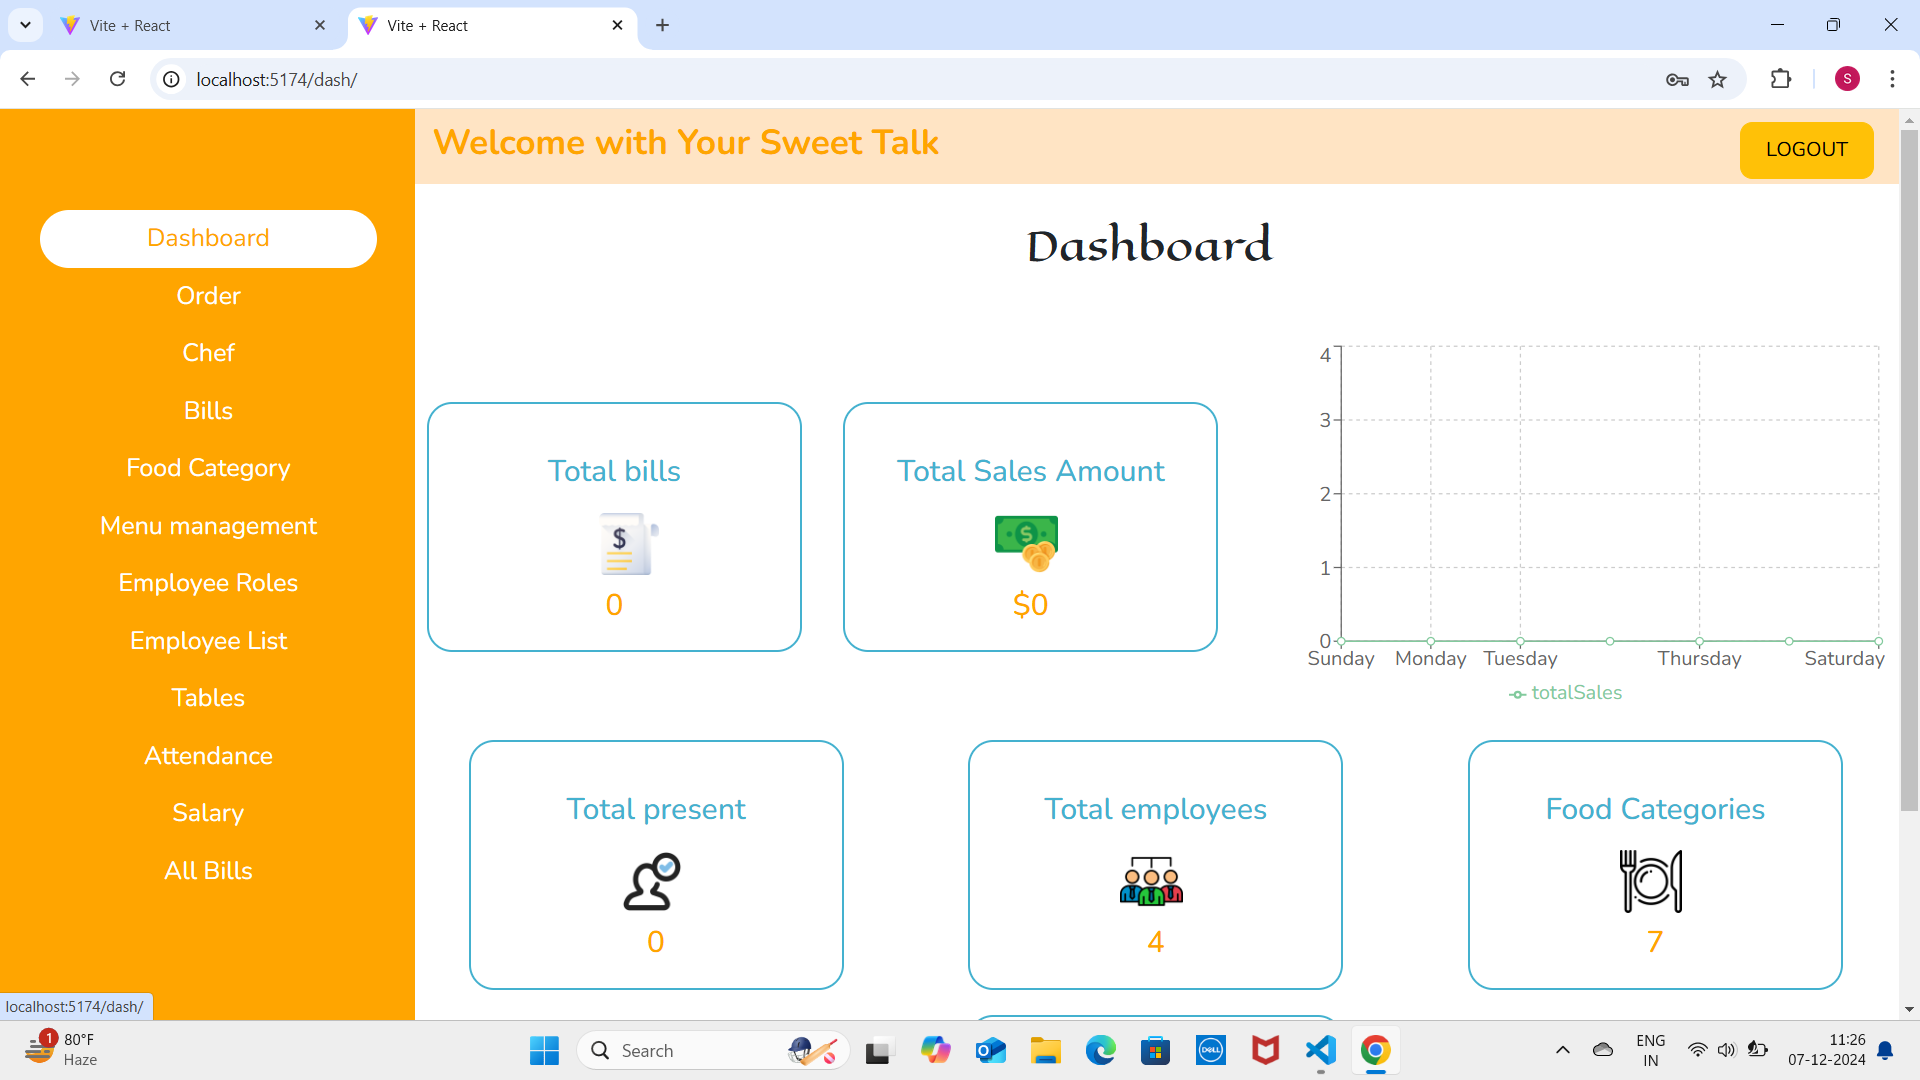 Vite + React
Vite + React
localhost:5174/dash/
S
Welcome with Your Sweet Talk
LOGOUT
Dashboard
Order
Chef
Bills
Food Category
Menu management
Employee Roles
Employee List
Tables
Attendance
Salary
All Bills
Dashboard
Total bills
$
0
Total Sales Amount
$
$0
4
3
2
1
0
Sunday Monday Tuesday Thursday Saturday
totalSales
Total present
0
Total employees
4
Food Categories
7
localhost:5174/dash/
1
80°F
Haze
Search
DELL
ENG
IN
11:26
07-12-2024